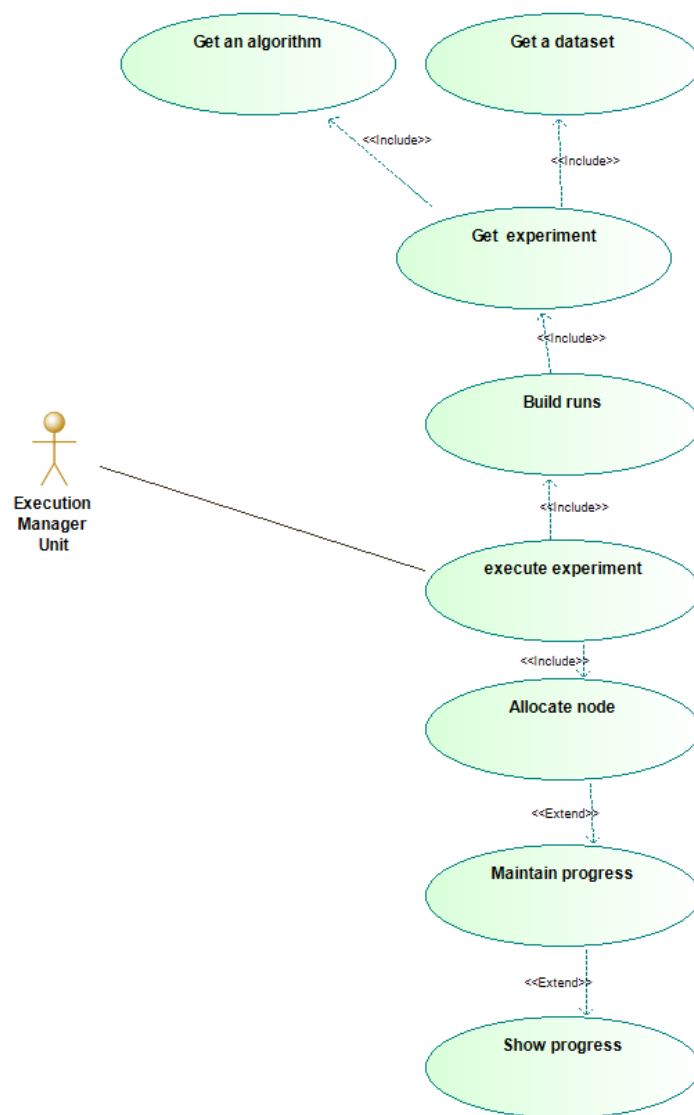 Get an algorithm
Get a dataset
<<Include>>
<<Include>>
Get experiment
<<Include>>
Build runs
Execution
Manager
Unit
<<Include>>
execute experiment
<<Include>>
Allocate node
<<Extend>>
Maintain progress
<<Extend>>
Show progress